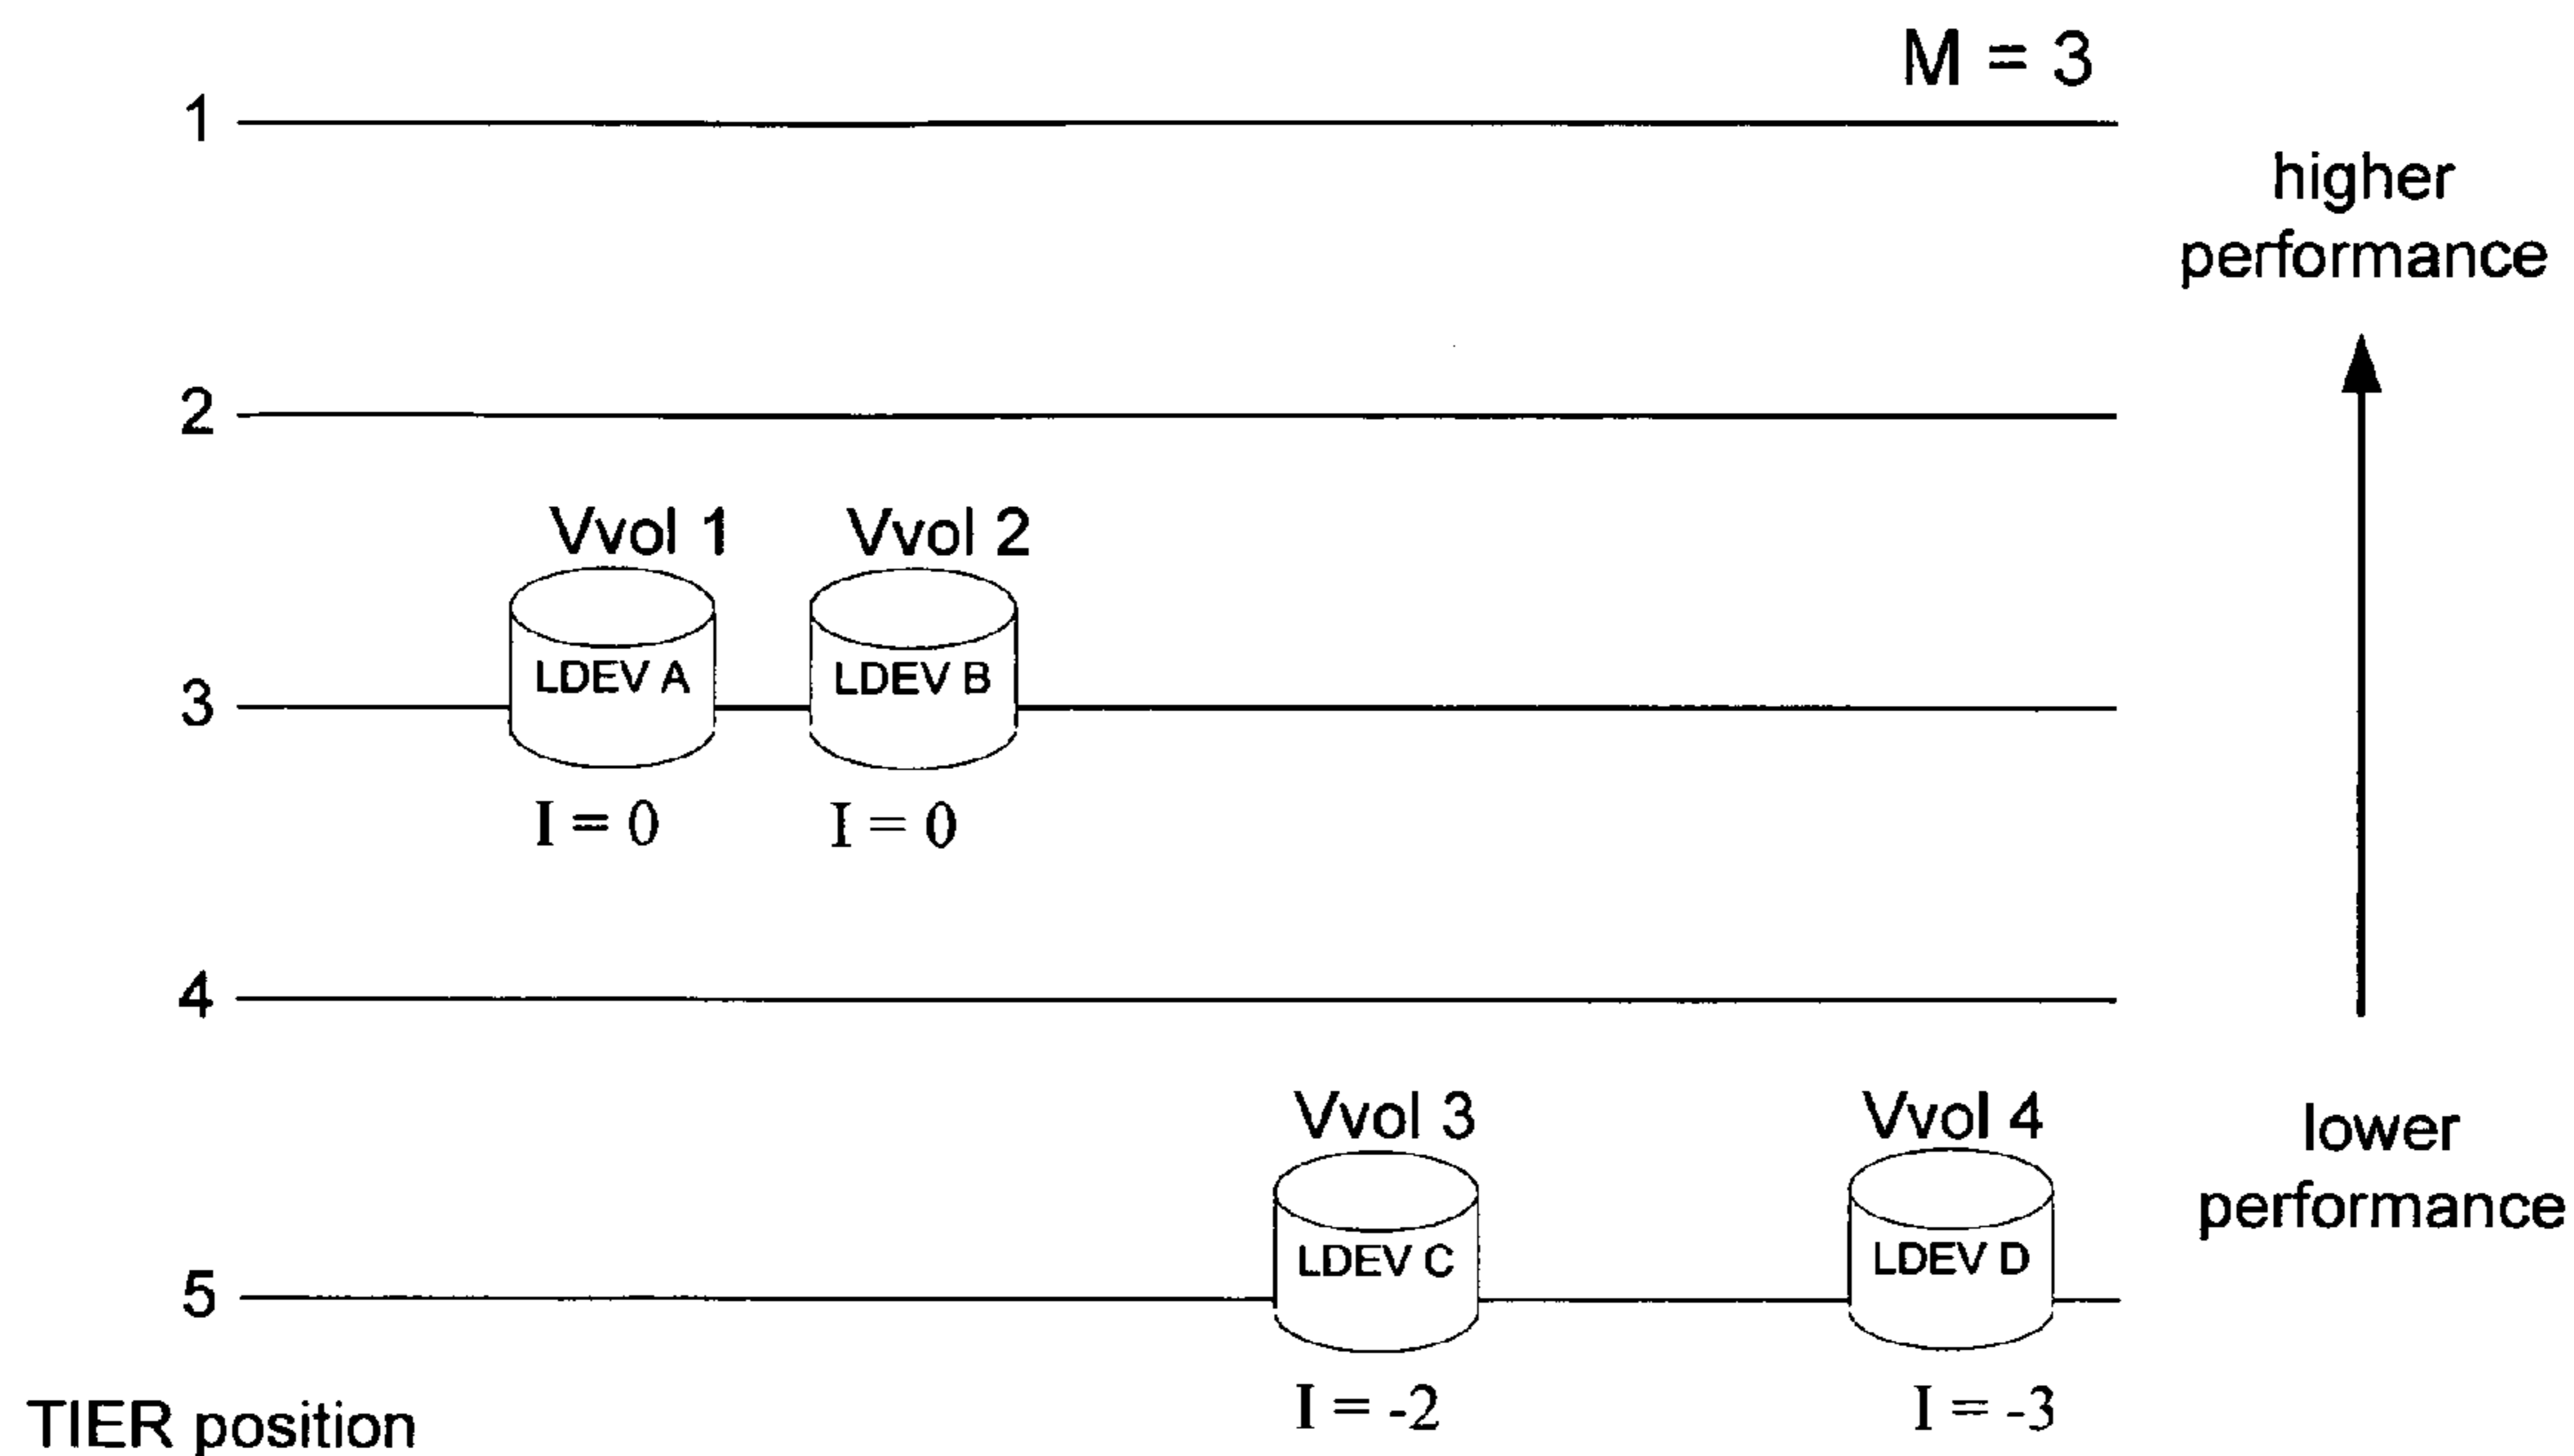 M = 3
1
higher
performance
2
Vvol 1
Vvol 2
LDEV A
LDEV B
3
I = 0
I = 0
4
Vvol 3
Vvol 4
lower
performance
LDEV C
LDEV D
5
I = -2
I = -3
TIER position